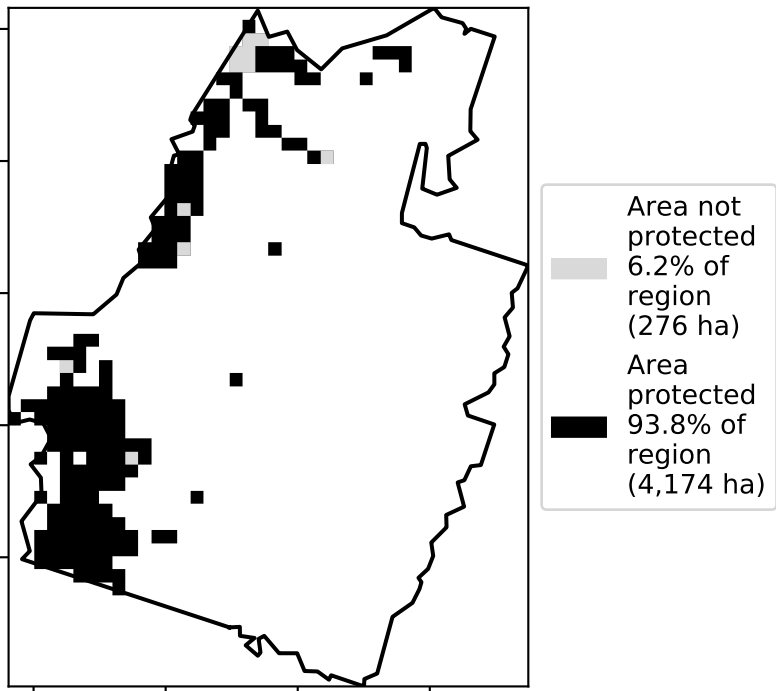 Area not
protected
6.2% of
region
(276 ha)
Area
protected
93.8% of
region
(4,174 ha)